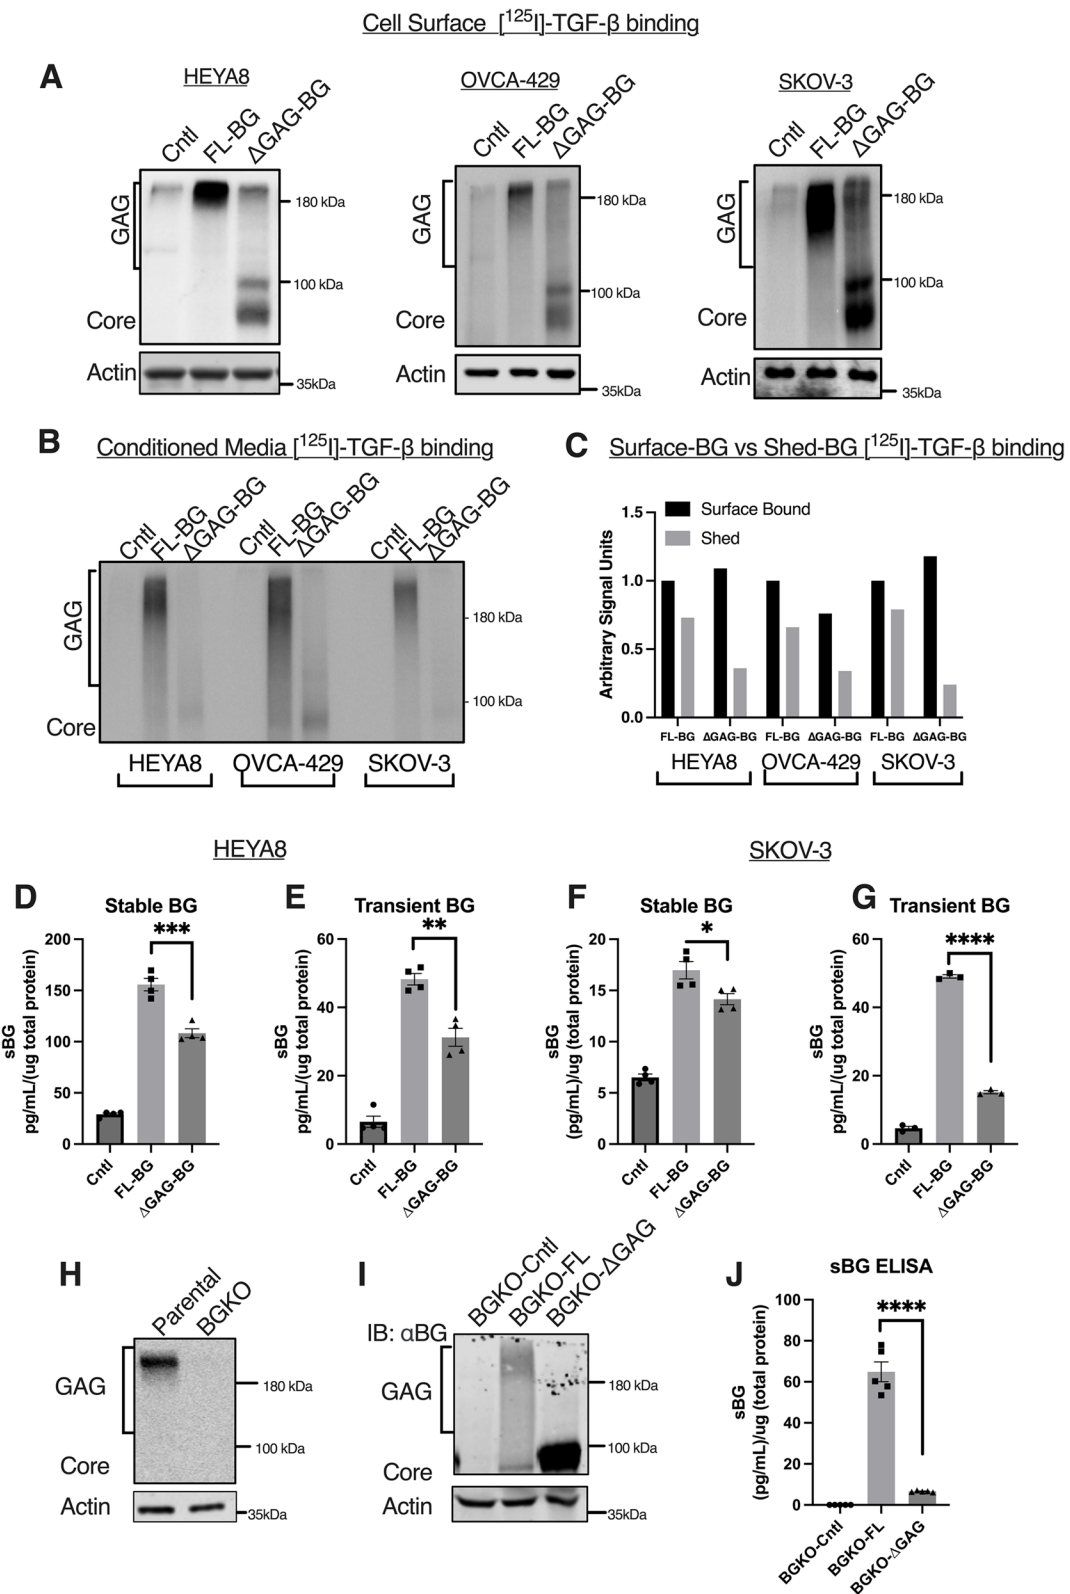 Cell Surface [125I]-TGF-β binding
A
HEYA8
OVCA-429
SKOV-3
Cntl FL-BG ΔGAG-BG
Cntl FL-BG ΔGAG-BG
Cntl FL-BG ΔGAG-BG
GAG
180 kDa
GAG
180 kDa
GAG
180 kDa
100 kDa
100 kDa
100 kDa
Core
Core
Core
Actin
35kDa
Actin
35kDa
Actin
35kDa
B
Conditioned Media [125I]-TGF-β binding
Cntl FL-BG ΔGAG-BG Cntl FL-BG ΔGAG-BG Cntl FL-BG ΔGAG-BG
GAG
180 kDa
100 kDa
Core
HEYA8 OVCA-429 SKOV-3
C
Surface-BG vs Shed-BG [125I]-TGF-β binding
Arbitrary Signal Units
1.5
1.0
0.5
0.0
Surface Bound
Shed
FL-BG ΔGAG-BG FL-BG ΔGAG-BG FL-BG ΔGAG-BG
HEYA8 OVCA-429 SKOV-3
HEYA8
SKOV-3
D
Stable BG
***
sBG
pg/mL/(ug total protein)
200
150
100
50
0
Cntl FL-BG ΔGAG-BG
E
Transient BG
**
sBG
pg/mL/(ug total protein)
60
40
20
0
Cntl FL-BG ΔGAG-BG
F
Stable BG
*
sBG
(pg/mL)/ug (total protein)
20
15
10
5
0
Cntl FL-BG ΔGAG-BG
G
Transient BG
****
sBG
pg/mL/(ug total protein)
60
40
20
0
Cntl FL-BG ΔGAG-BG
H
Parental BGKO
GAG
180 kDa
100 kDa
Core
Actin
35kDa
I
BGKO-Cntl BGKO-FL BGKO-ΔGAG
IB: αBG
GAG
180 kDa
100 kDa
Core
Actin
35kDa
J
sBG ELISA
****
sBG
(pg/mL)/ug (total protein)
100
80
60
40
20
0
BGKO-Cntl BGKO-FL BGKO-ΔGAG